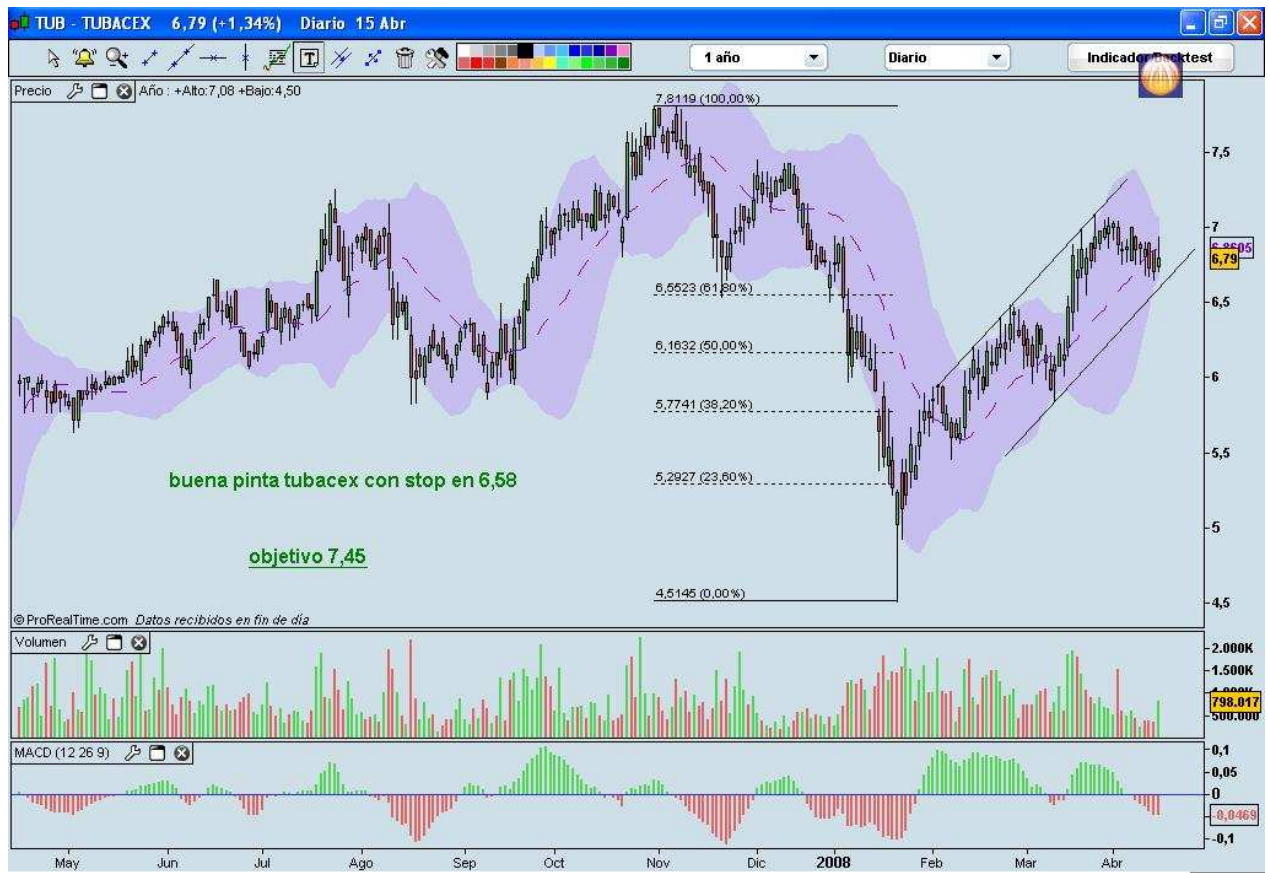 TUB - TUBACEX 6,79 (+1,34%) Diario 15 Abr
T
1 año
Diario
Indicador Backtest
Precio
Año : +Alto:7,08 +Bajo:4,50
7,8119 (100,00%)
7,5
7
6,8605
6,79
6,5523 (61,80%)
6,5
6,1632 (50,00%)
6
5,7741 (38,20%)
5,5
5,2927 (23,60%)
buena pinta tubacex con stop en 6,58
5
objetivo 7,45
4,5145 (0,00%)
4,5
© ProRealTime.com Datos recibidos en fin de día
Volumen
2.000K
1.500K
1.000K
798.017
500.000
MACD (12 26 9)
0,1
0,05
0
-0,0469
-0,1
May Jun Jul Ago Sep Oct Nov Dic 2008 Feb Mar Abr